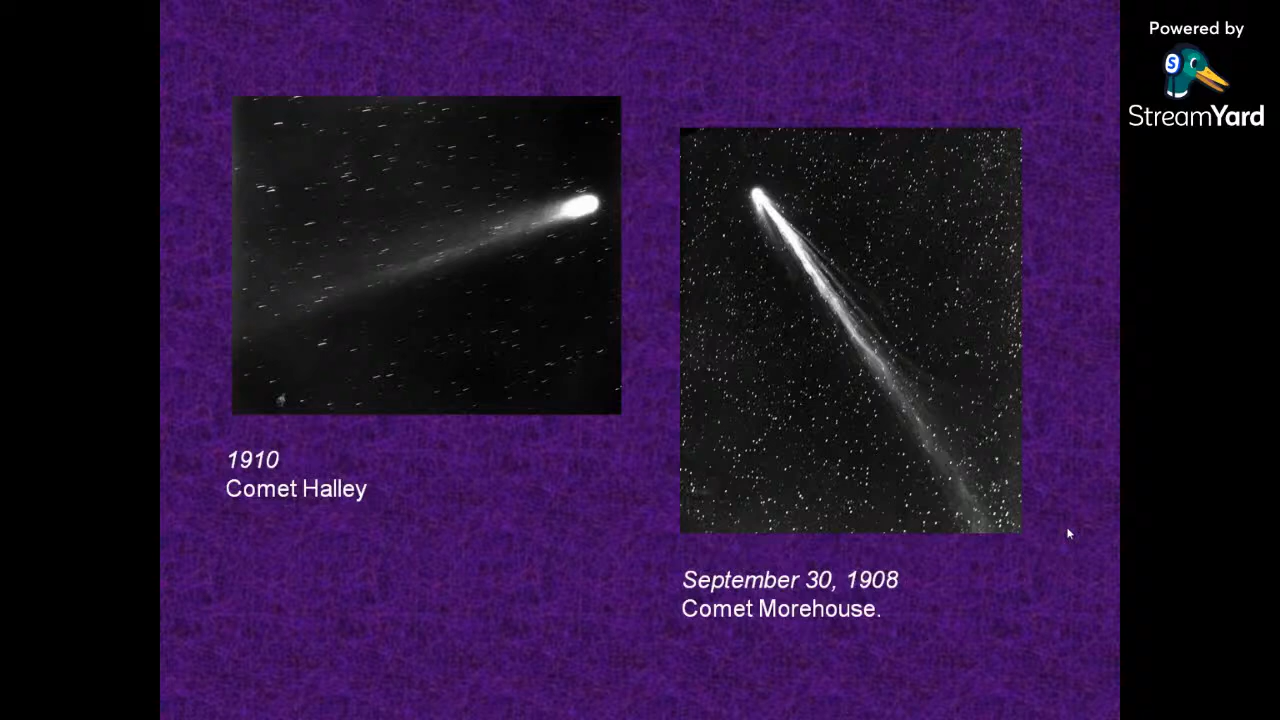 Powered by
S
StreamYard
1910
Comet Halley
September 30, 1908
Comet Morehouse.